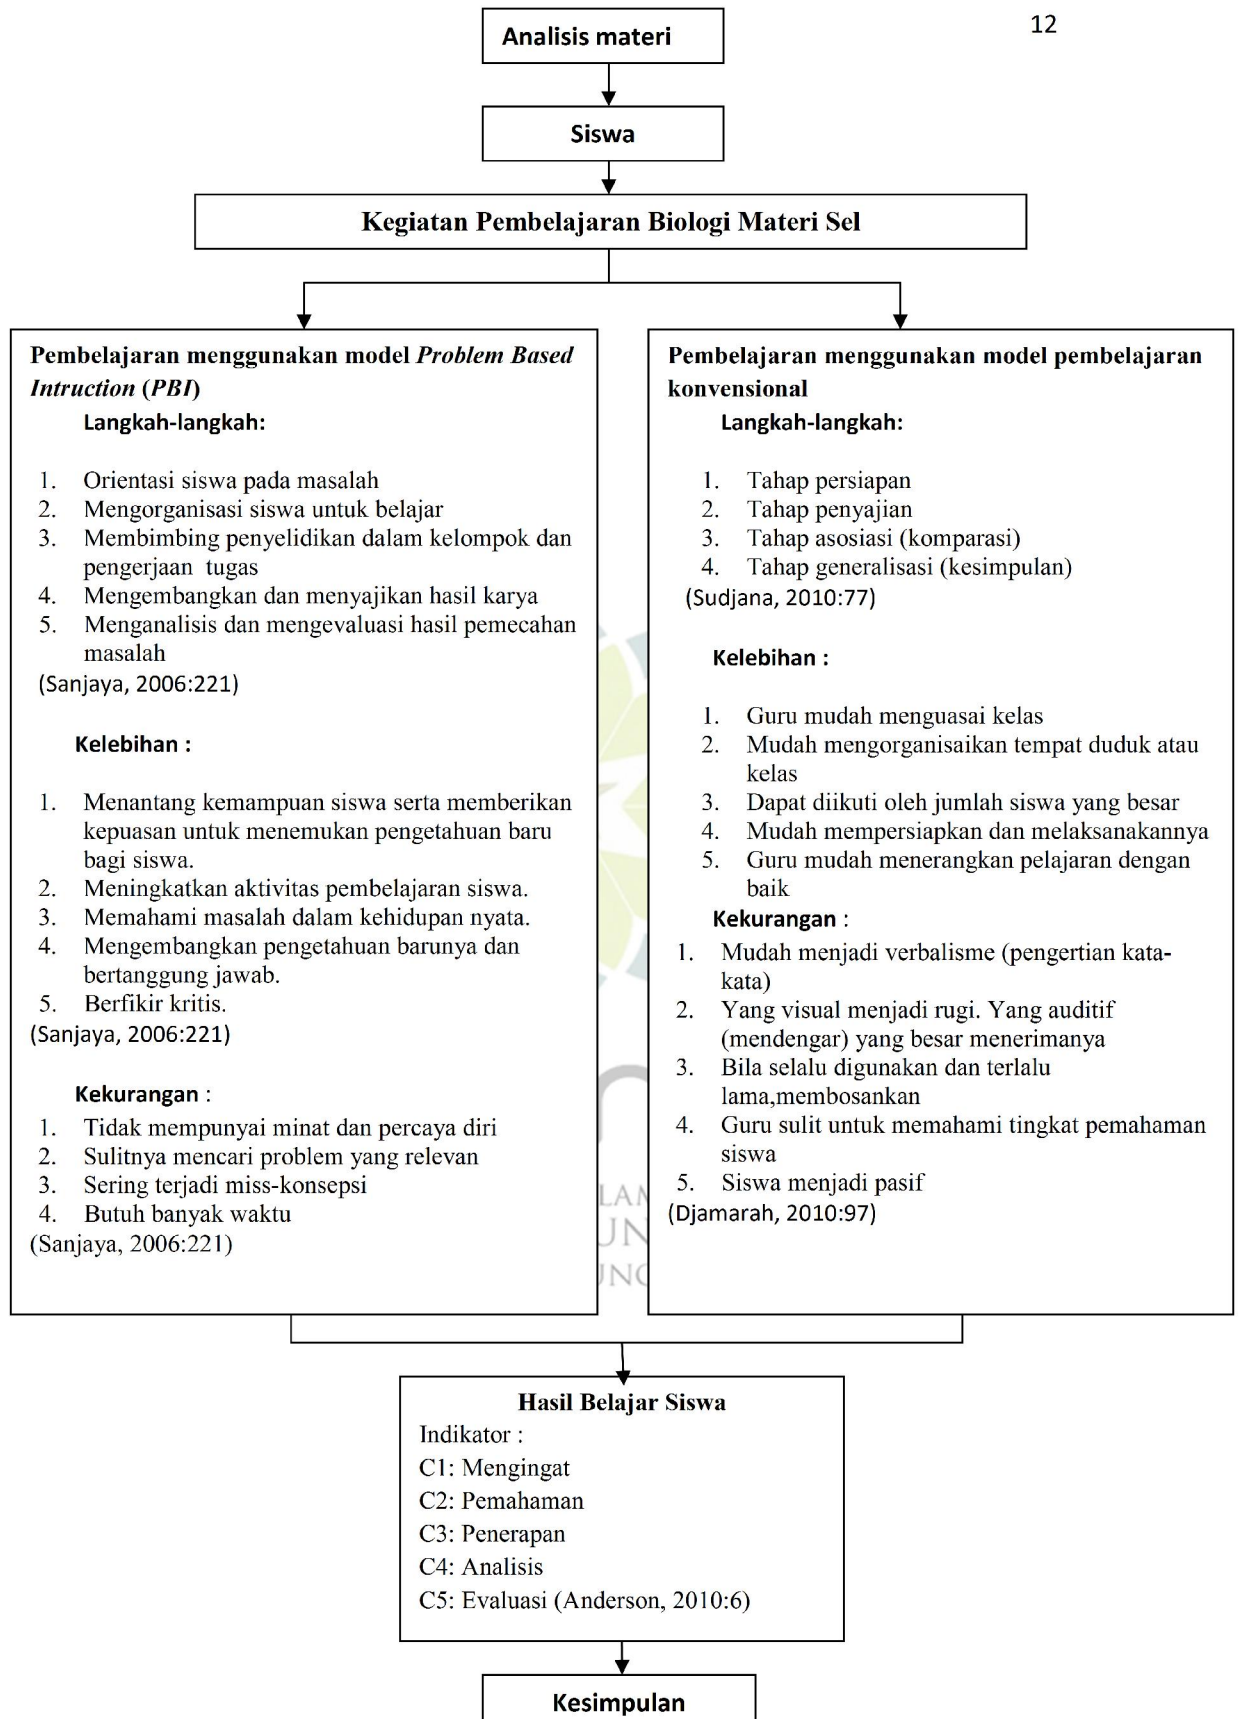 12
Analisis materi
Siswa
Kegiatan Pembelajaran Biologi Materi Sel
Pembelajaran menggunakan model Problem Based
Intruction (PBI)
Langkah-langkah:
1. Orientasi siswa pada masalah
2. Mengorganisasi siswa untuk belajar
3. Membimbing penyelidikan dalam kelompok dan
pengerjaan tugas
4. Mengembangkan dan menyajikan hasil karya
5. Menganalisis dan mengevaluasi hasil pemecahan
masalah
(Sanjaya, 2006:221)
Kelebihan :
1. Menantang kemampuan siswa serta memberikan
kepuasan untuk menemukan pengetahuan baru
bagi siswa.
2. Meningkatkan aktivitas pembelajaran siswa.
3. Memahami masalah dalam kehidupan nyata.
4. Mengembangkan pengetahuan barunya dan
bertanggung jawab.
5. Berfikir kritis.
(Sanjaya, 2006:221)
Kekurangan :
1. Tidak mempunyai minat dan percaya diri
2. Sulitnya mencari problem yang relevan
3. Sering terjadi miss-konsepsi
4. Butuh banyak waktu
(Sanjaya, 2006:221)
Pembelajaran menggunakan model pembelajaran
konvensional
Langkah-langkah:
1. Tahap persiapan
2. Tahap penyajian
3. Tahap asosiasi (komparasi)
4. Tahap generalisasi (kesimpulan)
(Sudjana, 2010:77)
Kelebihan :
1. Guru mudah menguasai kelas
2. Mudah mengorganisaikan tempat duduk atau
kelas
3. Dapat diikuti oleh jumlah siswa yang besar
4. Mudah mempersiapkan dan melaksanakannya
5. Guru mudah menerangkan pelajaran dengan
baik
Kekurangan :
1. Mudah menjadi verbalisme (pengertian kata-
kata)
2. Yang visual menjadi rugi. Yang auditif
(mendengar) yang besar menerimanya
3. Bila selalu digunakan dan terlalu
lama,membosankan
4. Guru sulit untuk memahami tingkat pemahaman
siswa
5. Siswa menjadi pasif
(Djamarah, 2010:97)
Hasil Belajar Siswa
Indikator :
C1: Mengingat
C2: Pemahaman
C3: Penerapan
C4: Analisis
C5: Evaluasi (Anderson, 2010:6)
Kesimpulan